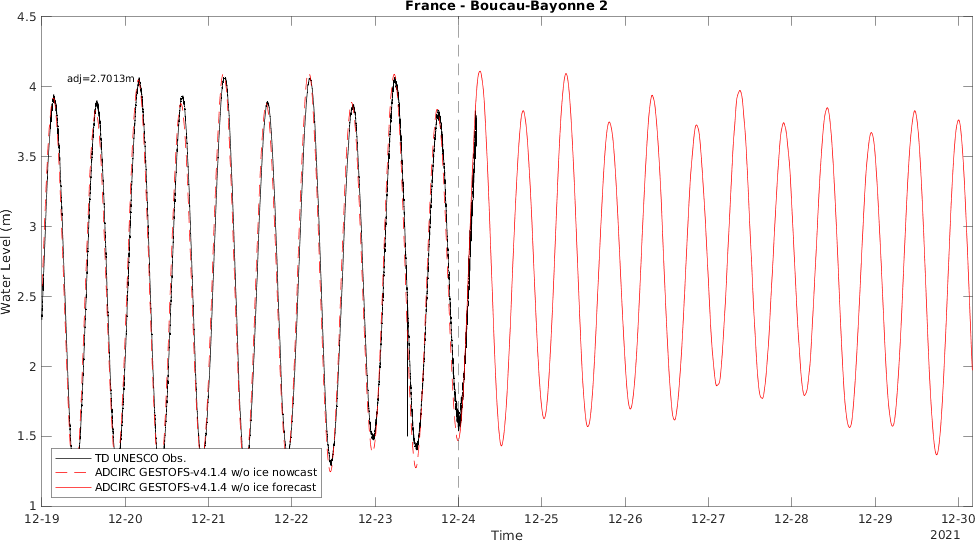 France - Boucau-Bayonne 2
4.5
4
3.5
3
2.5
2
1.5
1
Water Level (m)
adj=2.7013m
TD UNESCO Obs.
ADCIRC GESTOFS-v4.1.4 w/o ice nowcast
ADCIRC GESTOFS-v4.1.4 w/o ice forecast
12-19 12-20 12-21 12-22 12-23 12-24 12-25 12-26 12-27 12-28 12-29 12-30
Time
2021